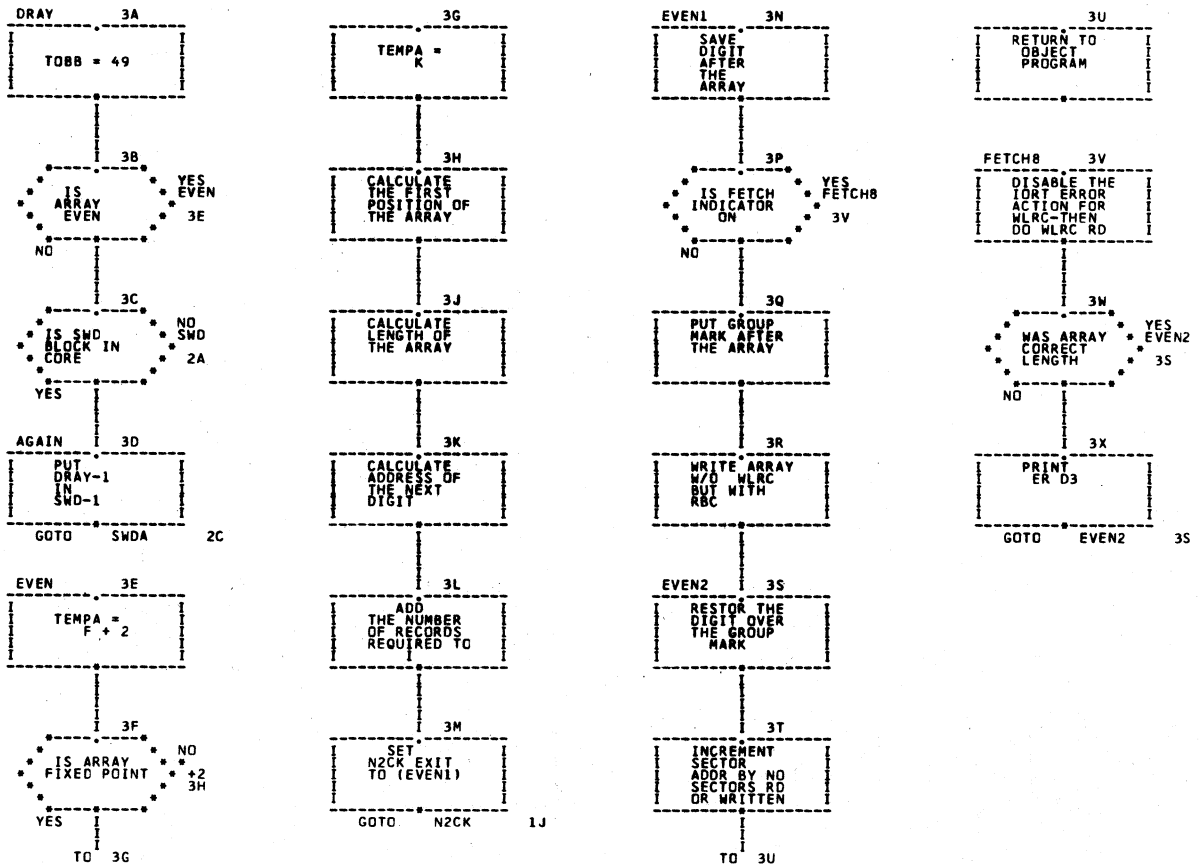 DRAY 3A
TOBB = 49
3B
IS
ARRAY
EVEN
YES
EVEN
3E
NO
3C
IS SWD
BLOCK IN
CORE
NO
SWD
2A
YES
AGAIN 3D
PUT
DRAY-1
IN
SWD-1
GOTO SWDA 2C
EVEN 3E
TEMPA =
F + 2
3F
IS ARRAY
FIXED POINT
NO
+2
3H
YES
TO 3G
3G
TEMPA =
K
3H
CALCULATE
THE FIRST
POSITION OF
THE ARRAY
3J
CALCULATE
LENGTH OF
THE ARRAY
3K
CALCULATE
ADDRESS OF
THE NEXT
DIGIT
3L
ADD
THE NUMBER
OF RECORDS
REQUIRED TO
I
3M
SET
N2CK EXIT
TO (EVEN1)
GOTO N2CK 1J
EVEN1 3N
SAVE
DIGIT
AFTER
THE
ARRAY
3P
IS FETCH
INDICATOR
ON
YES
FETCH8
3V
NO
3Q
PUT GROUP
MARK AFTER
THE ARRAY
3R
WRITE ARRAY
W/O WLRC
BUT WITH
RBC
EVEN2 3S
RESTOR THE
DIGIT OVER
THE GROUP
MARK
3T
INCREMENT
SECTOR
ADDR BY NO
SECTORS RD
OR WRITTEN
TO 3U
3U
RETURN TO
OBJECT
PROGRAM
FETCH8 3V
DISABLE THE
IORT ERROR
ACTION FOR
WLRC-THEN
DO WLRC RD
3W
WAS ARRAY
CORRECT
LENGTH
YES
EVEN2
3S
NO
3X
PRINT
ER D3
GOTO EVEN2 3S